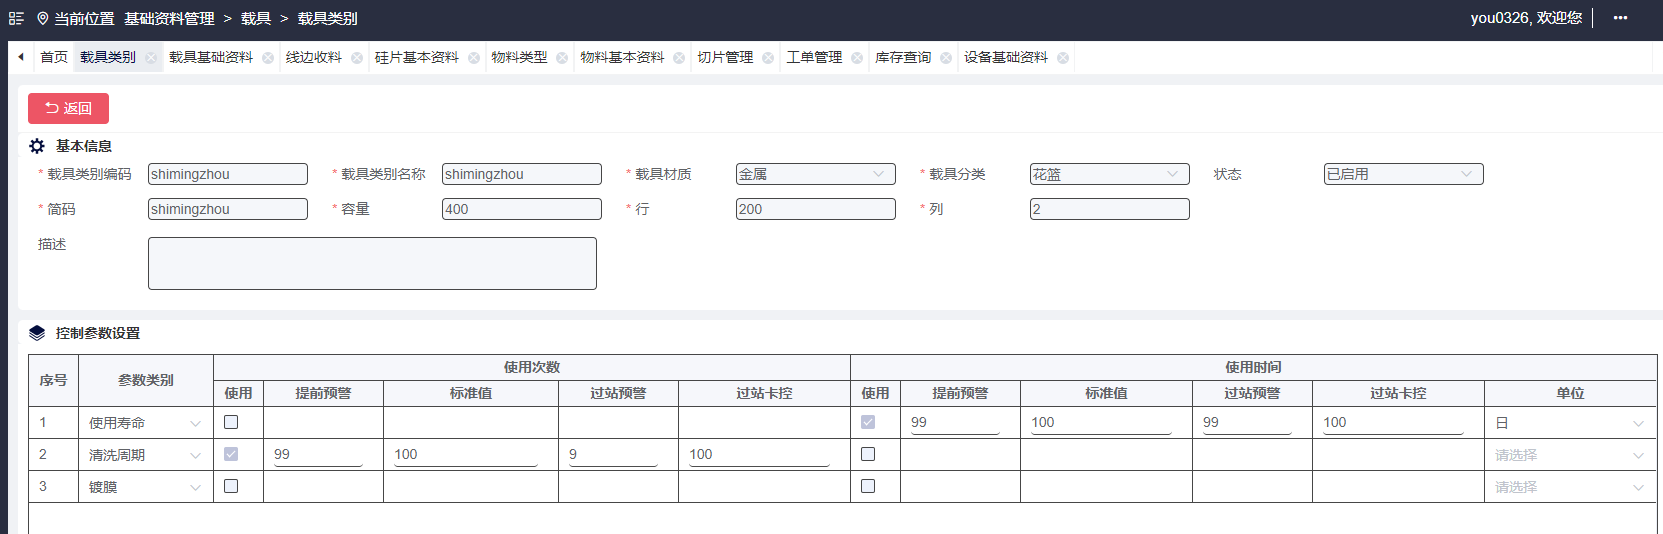 当前位置 基础资料管理 > 载具 > 载具类别 you0326, 欢迎您
首页 载具类别 载具基础资料 线边收料 硅片基本资料 物料类型 物料基本资料 切片管理 工单管理 库存查询 设备基础资料
返回
基本信息
* 载具类别编码 shimingzhou * 载具类别名称 shimingzhou * 载具材质 金属 * 载具分类 花篮 状态 已启用
* 简码 shimingzhou * 容量 400 * 行 200 * 列 2
描述
控制参数设置
序号 参数类别 使用次数 使用时间
使用 提前预警 标准值 过站预警 过站卡控 使用 提前预警 标准值 过站预警 过站卡控 单位
1 使用寿命 99 100 99 100 日
2 清洗周期 99 100 9 100 请选择
3 镀膜 请选择